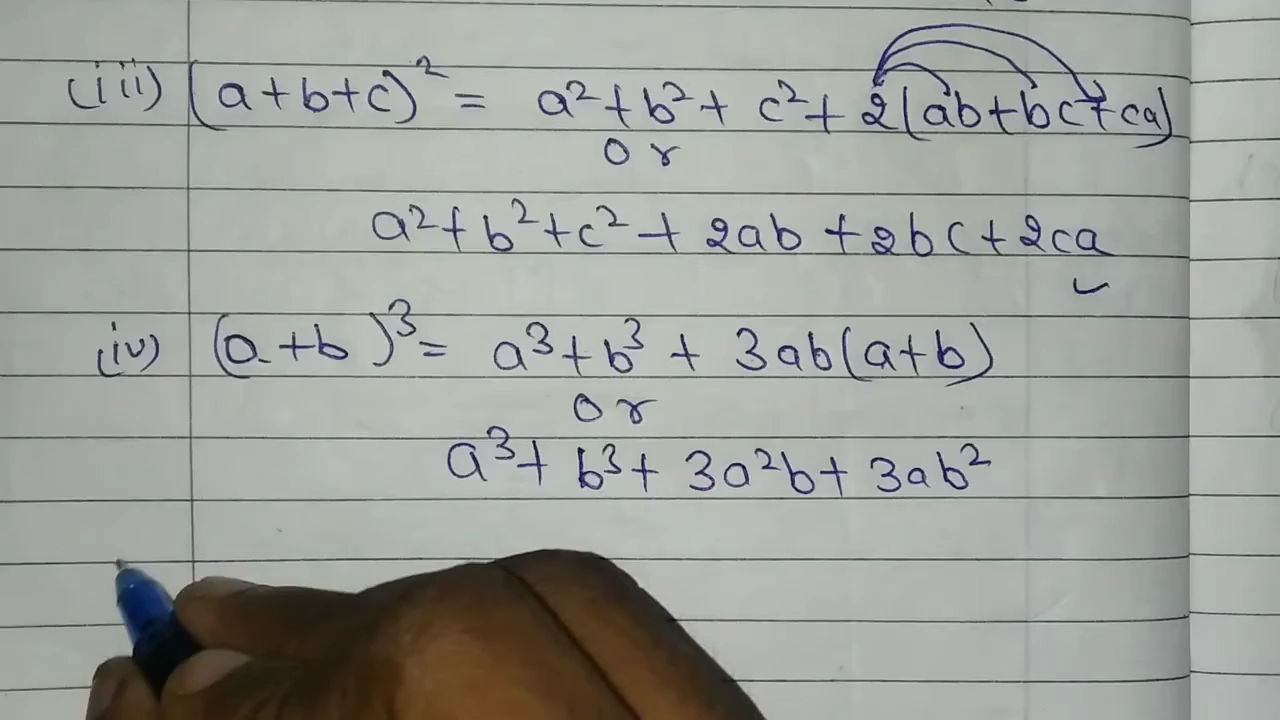 (iii) (a+b+c)² = a²+b²+c²+2(ab+bc+ca)
Or
a²+b²+c²+2ab+2bc+2ca
(iv) (a+b)³= a³+b³+3ab(a+b)
Or
a³+b³+3a²b+3ab²